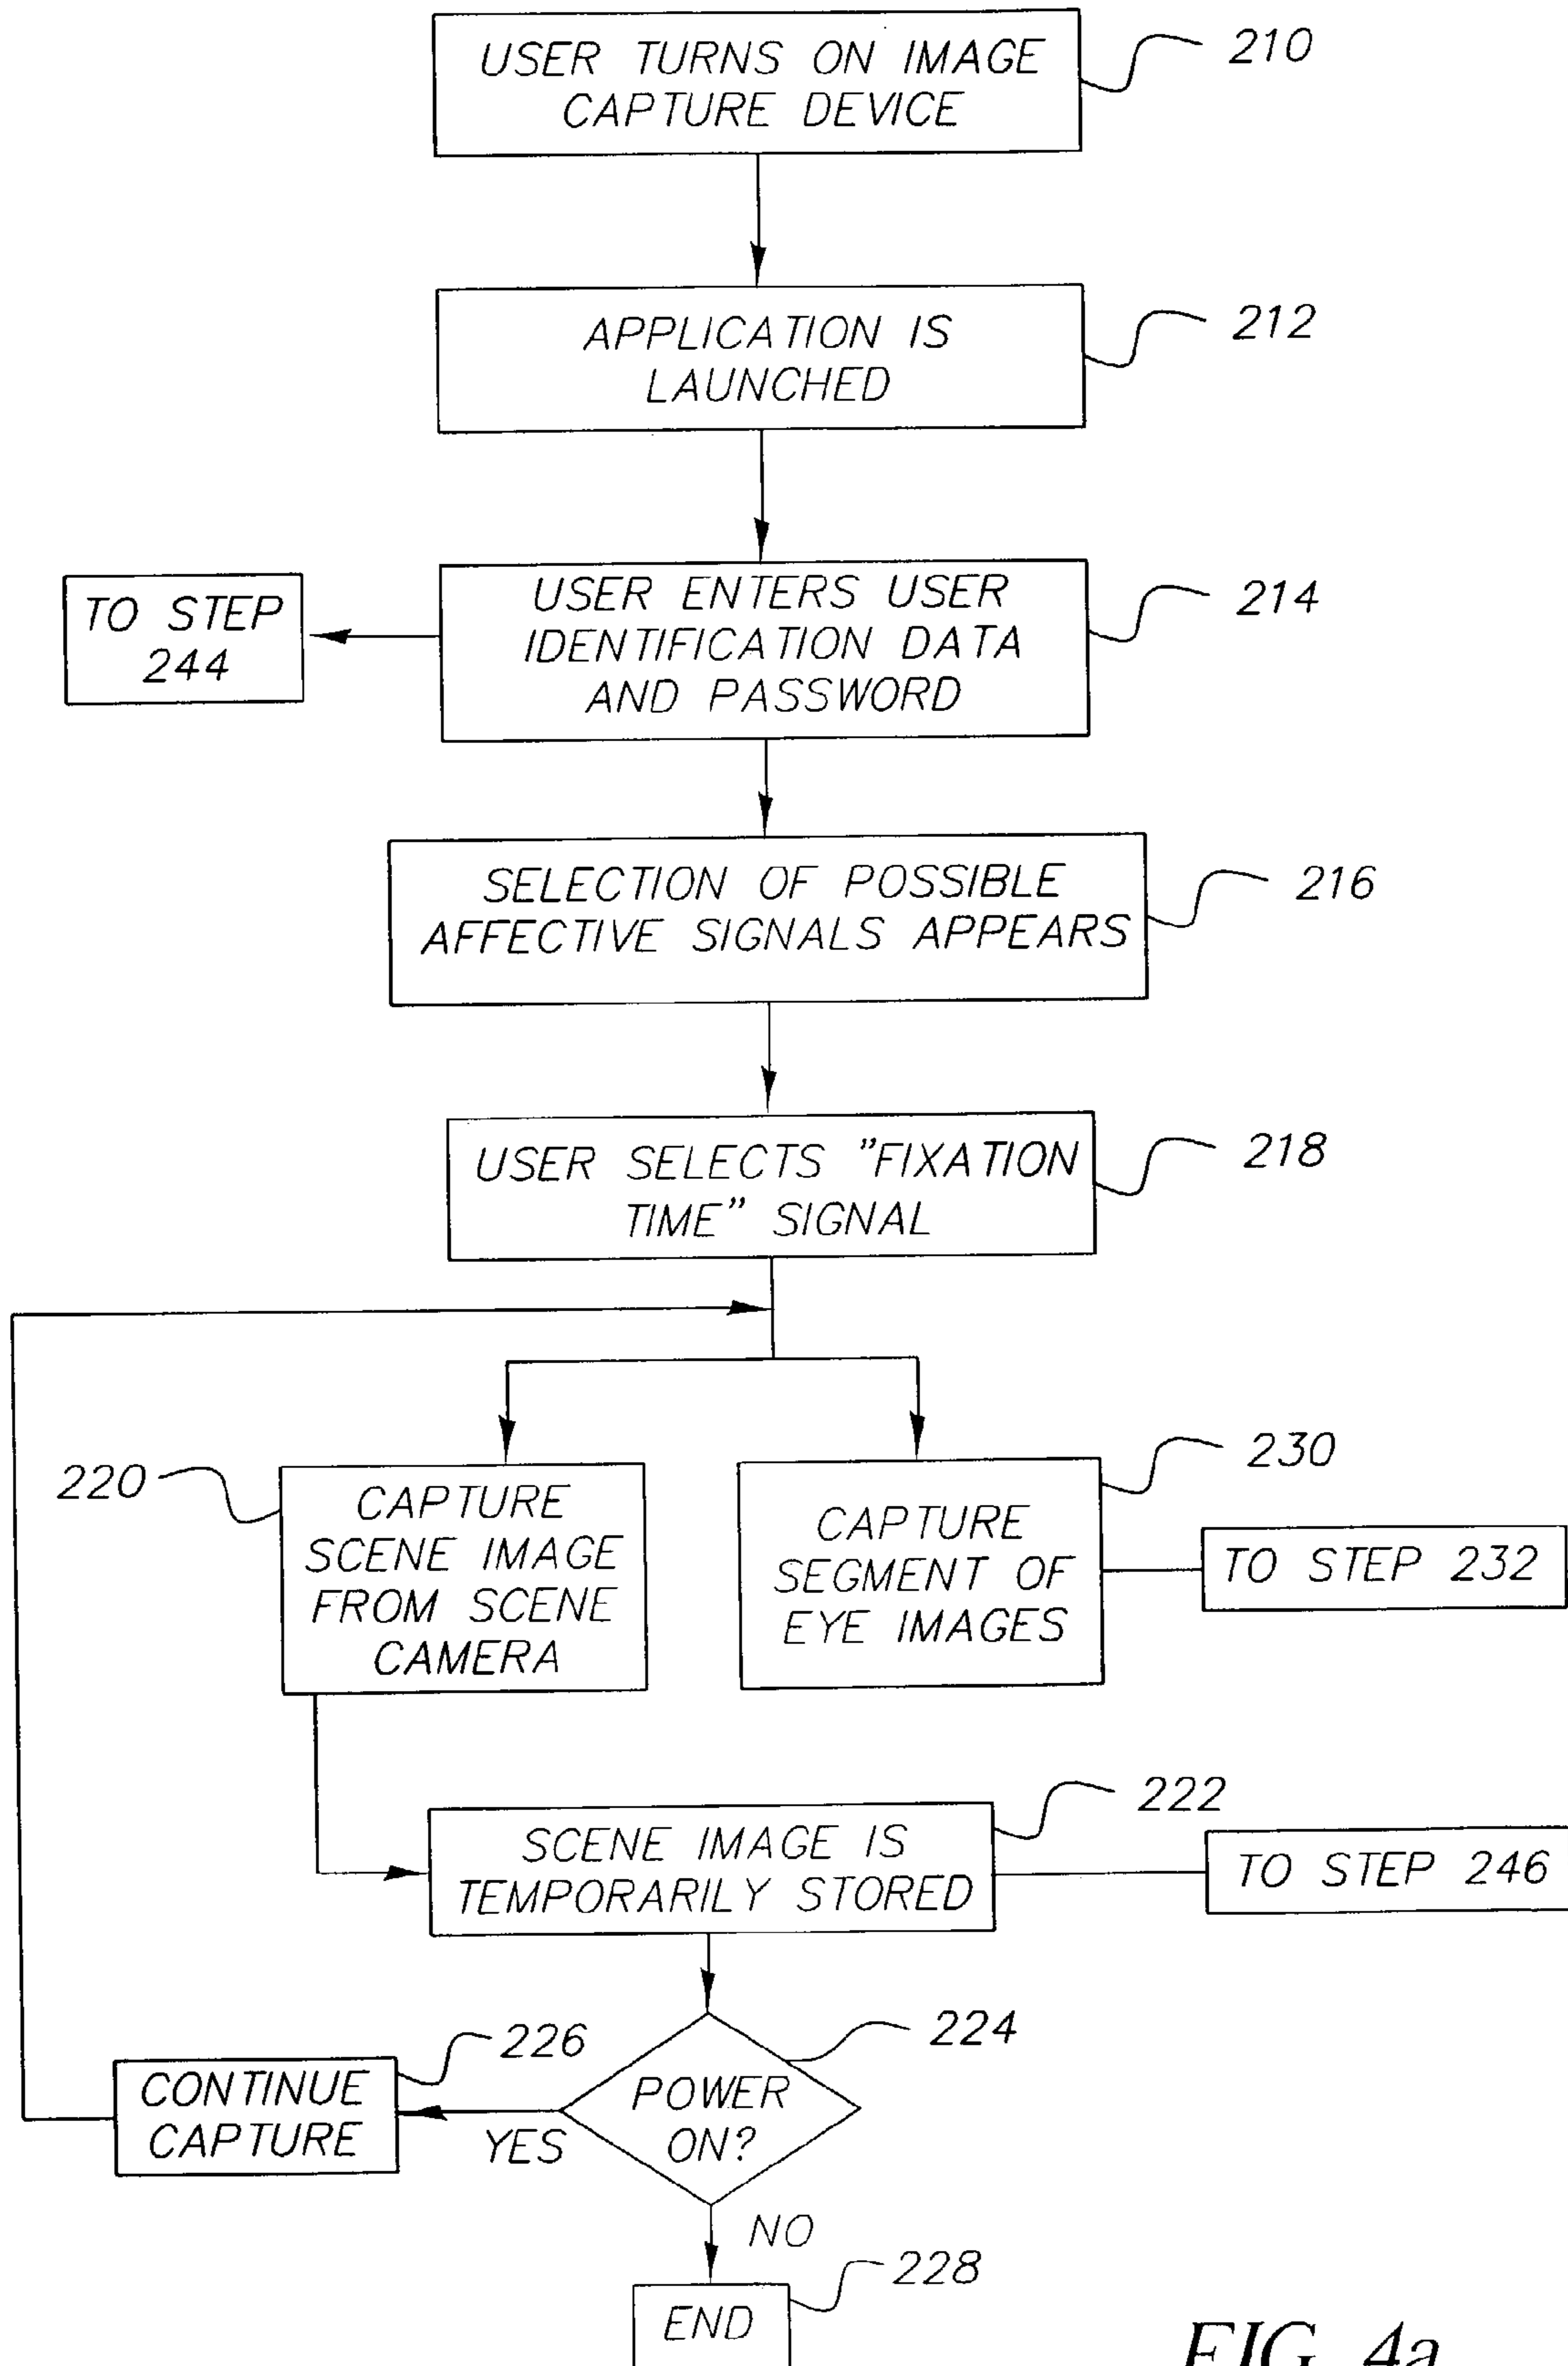 USER TURNS ON IMAGE
CAPTURE DEVICE
210
APPLICATION IS
LAUNCHED
212
TO STEP
244
USER ENTERS USER
IDENTIFICATION DATA
AND PASSWORD
214
SELECTION OF POSSIBLE
AFFECTIVE SIGNALS APPEARS
216
USER SELECTS "FIXATION
TIME" SIGNAL
218
220
CAPTURE
SCENE IMAGE
FROM SCENE
CAMERA
CAPTURE
SEGMENT OF
EYE IMAGES
230
TO STEP 232
SCENE IMAGE IS
TEMPORARILY STORED
222
TO STEP 246
CONTINUE
CAPTURE
226
YES
POWER
ON?
224
NO
END
228
FIG. 4a